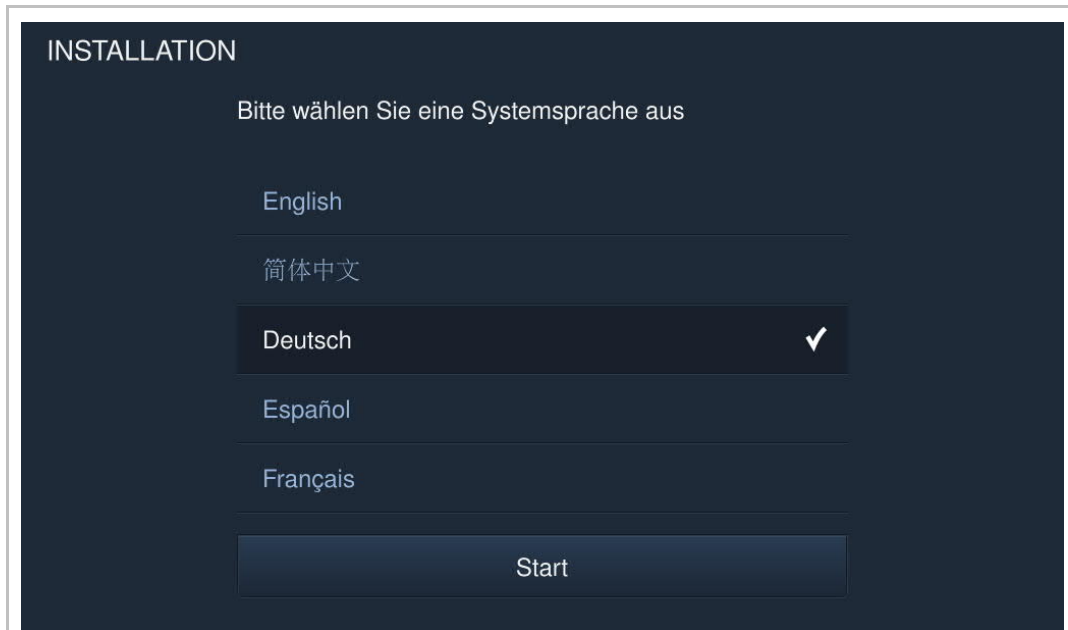 INSTALLATION
Bitte wählen Sie eine Systemsprache aus
English
简体中文
Deutsch
Español
Français
Start